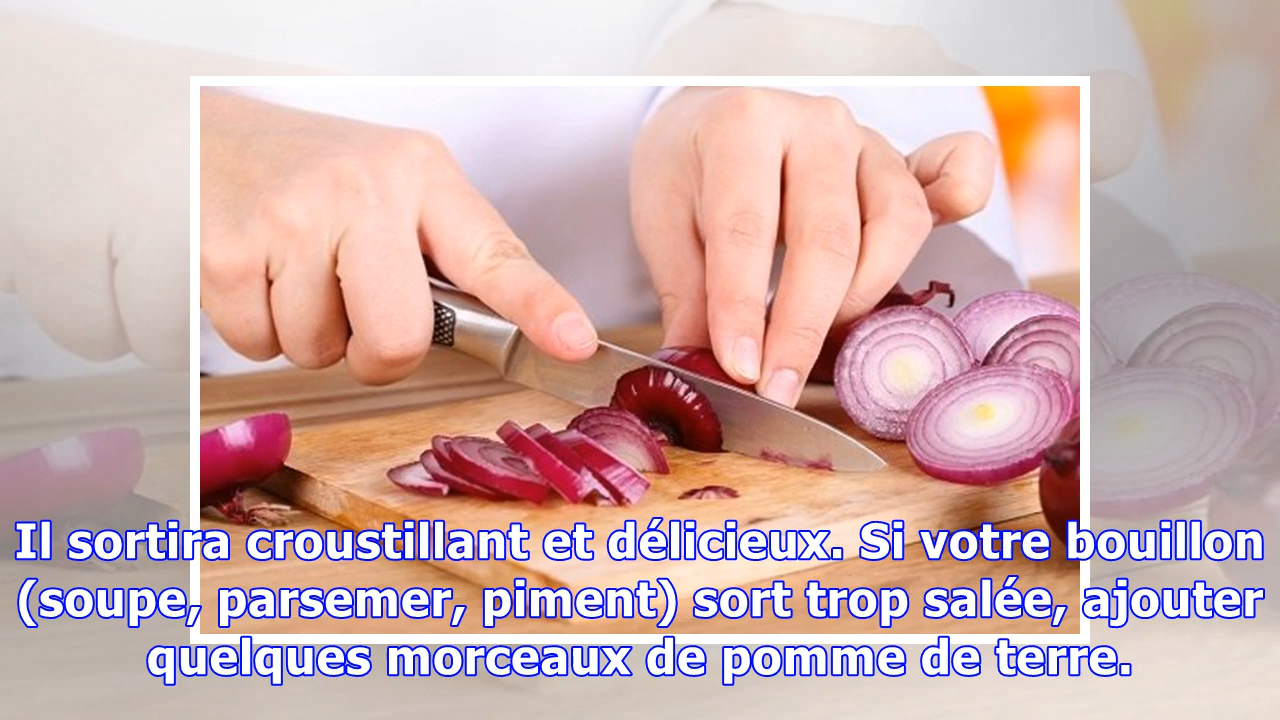 Il sortira croustillant et délicieux. Si votre bouillon
(soupe, parsemer, piment) sort trop salée, ajouter
quelques morceaux de pomme de terre.